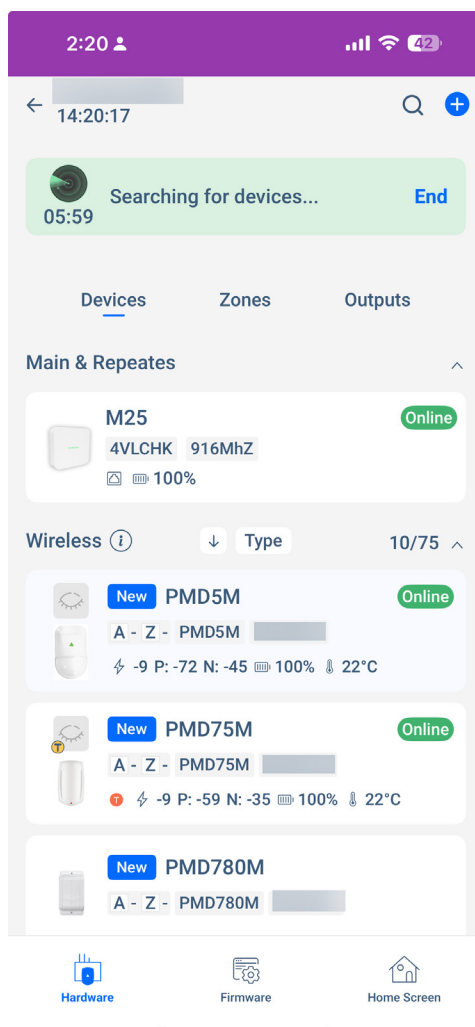 2:20
42
14:20:17
05:59
Searching for devices...
End
Devices
Zones
Outputs
Main & Repeates
M25
Online
4VLCHK 916MhZ
100%
Wireless i
Type
10/75
New PMD5M
Online
A - Z - PMD5M
-9 P: -72 N: -45 100% 22°C
New PMD75M
Online
T
A - Z - PMD75M
T -9 P: -59 N: -35 100% 22°C
New PMD780M
A - Z - PMD780M
Hardware
Firmware
Home Screen